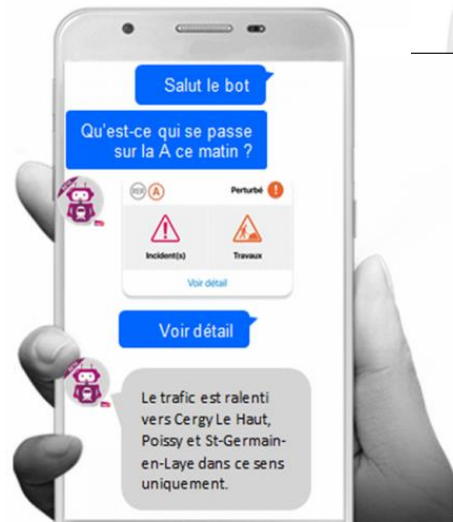 Salut le bot
Qu'est-ce qui se passe
sur la A ce matin ?
RER A Perturbé !
Incident(s) Travaux
Voir détail
Voir détail
Le trafic est ralenti
vers Cergy Le Haut,
Poissy et St-Germain-
en-Laye dans ce sens
uniquement.